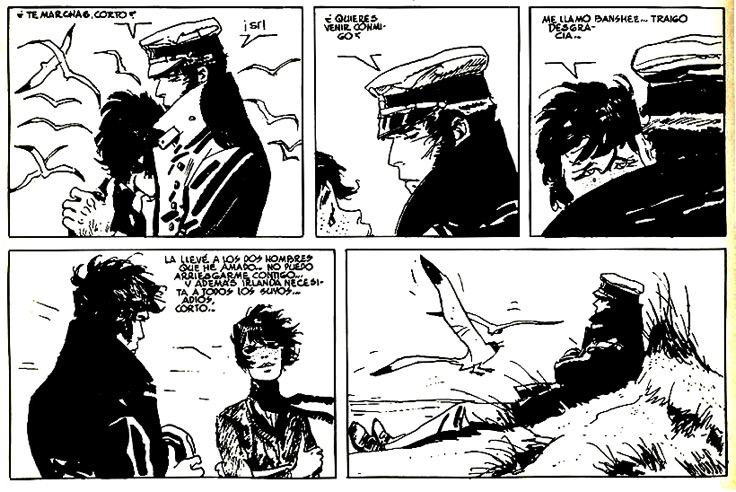 ¿ TE MARCHAS, CORTO ?
¡ SI !
¿ QUIERES
VENIR CONMI-
GO ?
ME LLAMO BANSHEE... TRAIGO
DESGRA-
CIA...
LA LLEVÉ A LOS DOS HOMBRES
QUE HE AMADO... NO PUEDO
ARRIESGARME CONTIGO...
Y ADEMÁS IRLANDA NECESI-
TA A TODOS LOS SUYOS...
ADIÓS,
CORTO...